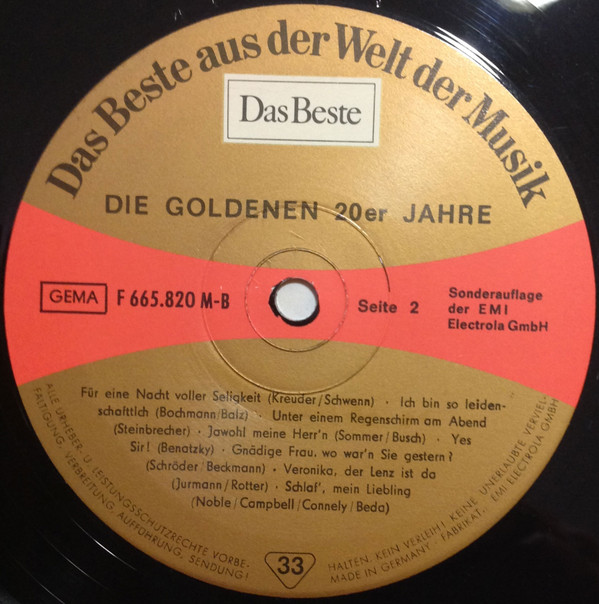 Das Beste aus der Welt der Musik
Das Beste
DIE GOLDENEN 20er JAHRE
GEMA
F 665.820 M-B
Seite 2
Sonderauflage
der EMI
Electrola GmbH
Für eine Nacht voller Seligkeit (Kreuder/Schwenn) · Ich bin so leiden-
schaftlich (Bochmann/Balz) · Unter einem Regenschirm am Abend
(Steinbrecher) · Jawohl meine Herr'n (Sommer/Busch) · Yes
Sir! (Benatzky) · Gnädige Frau, wo war'n Sie gestern?
(Schröder/Beckmann) · Veronika, der Lenz ist da
(Jurmann/Rotter) · Schlaf', mein Liebling
(Noble/Campbell/Connely/Beda)
ALLE URHEBER- U. LEISTUNGSSCHUTZRECHTE VORBE-
HALTEN. KEIN VERLEIH! KEINE UNERLAUBTE VERVIEL-
FÄLTIGUNG, VERBREITUNG, AUFFÜHRUNG, SENDUNG!
MADE IN GERMANY · FABRIKAT. EMI ELECTROLA GMBH
33